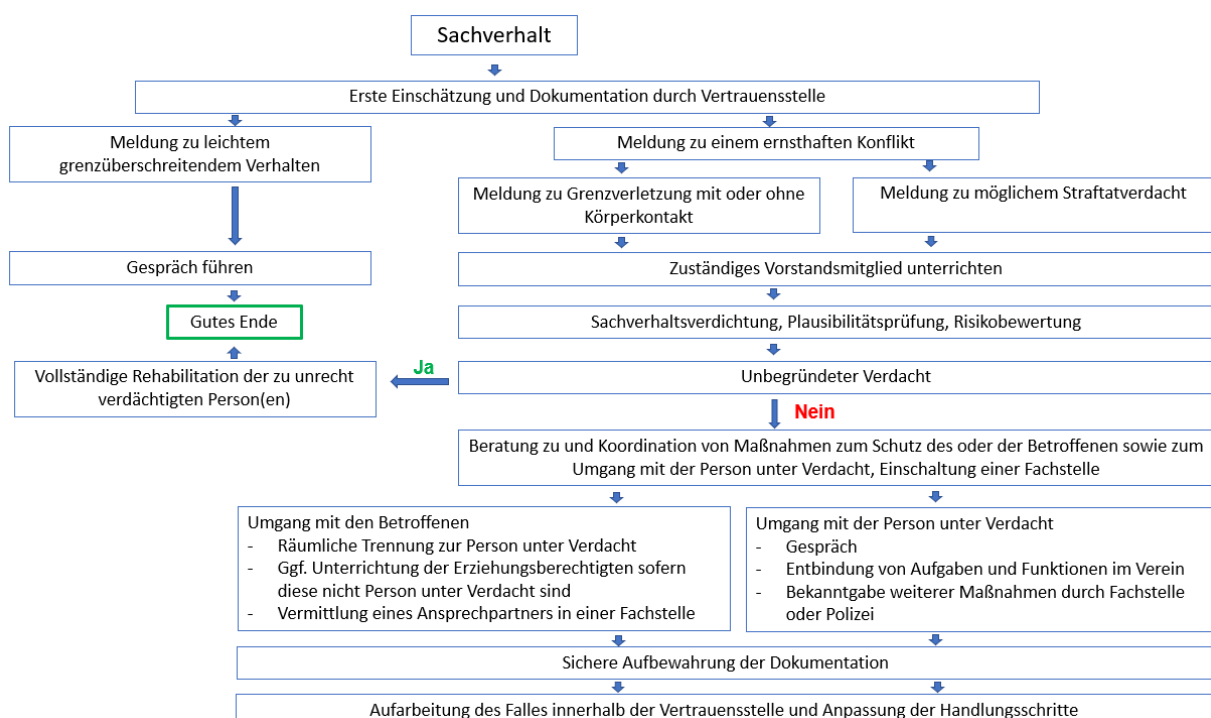 Sachverhalt
Erste Einschätzung und Dokumentation durch Vertrauensstelle
Meldung zu leichtem
grenzüberschreitendem Verhalten
Meldung zu einem ernsthaften Konflikt
Meldung zu Grenzverletzung mit oder ohne
Körperkontakt
Meldung zu möglichem Straftatverdacht
Gespräch führen
Zuständiges Vorstandsmitglied unterrichten
Gutes Ende
Sachverhaltsverdichtung, Plausibilitätsprüfung, Risikobewertung
Vollständige Rehabilitation der zu unrecht
verdächtigten Person(en)
Ja
Unbegründeter Verdacht
Nein
Beratung zu und Koordination von Maßnahmen zum Schutz des oder der Betroffenen sowie zum
Umgang mit der Person unter Verdacht, Einschaltung einer Fachstelle
Umgang mit den Betroffenen
- Räumliche Trennung zur Person unter Verdacht
- Ggf. Unterrichtung der Erziehungsberechtigten sofern
diese nicht Person unter Verdacht sind
- Vermittlung eines Ansprechpartners in einer Fachstelle
Umgang mit der Person unter Verdacht
- Gespräch
- Entbindung von Aufgaben und Funktionen im Verein
- Bekanntgabe weiterer Maßnahmen durch Fachstelle
oder Polizei
Sichere Aufbewahrung der Dokumentation
Aufarbeitung des Falles innerhalb der Vertrauensstelle und Anpassung der Handlungsschritte